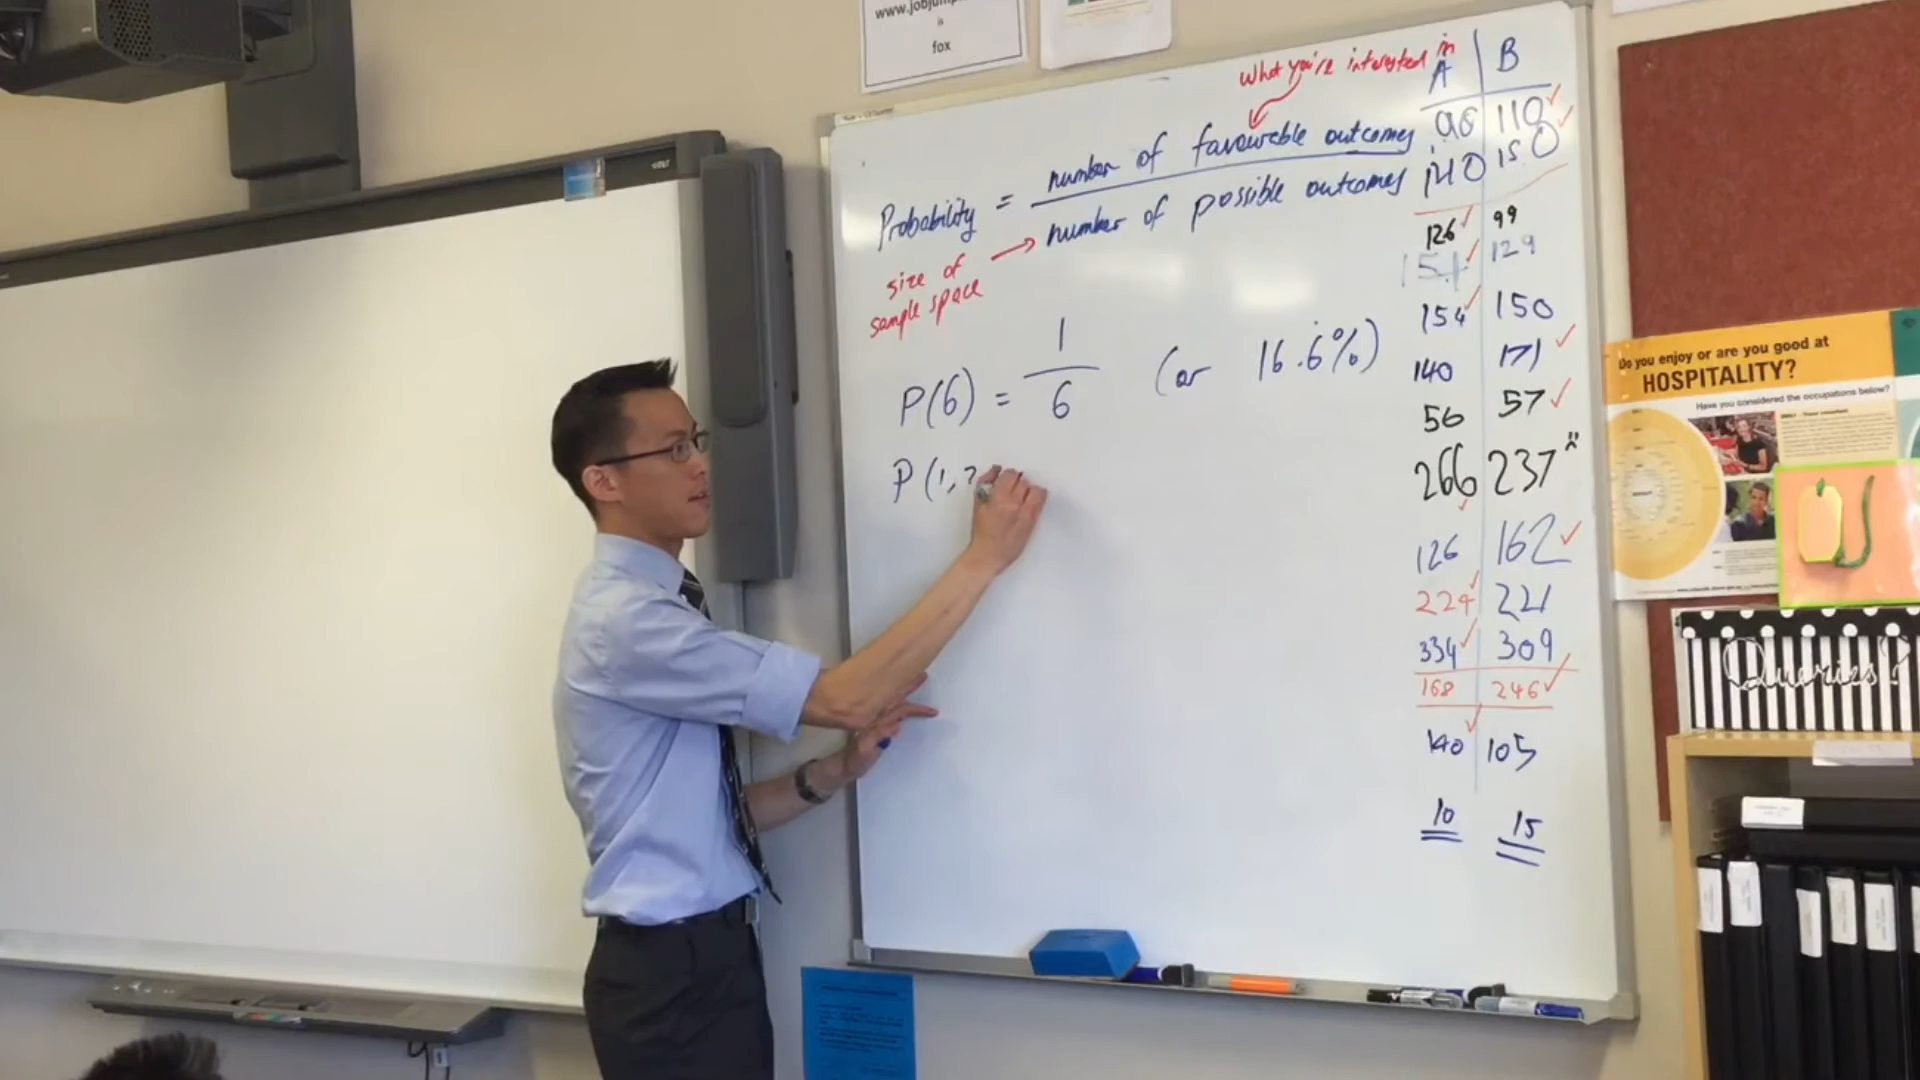 www.jobjump
is
fox
What you're interested in
number of favourable outcomes
Probability =
number of possible outcomes
size of
sample space
P(6) = 1/6 (or 16.6̇%)
P(1, 2
A B
96 110
140 150
126 99
154 129
154 150
140 171
56 57
266 237
126 162
224 221
334 309
168 246
140 105
10 15
Do you enjoy or are you good at
HOSPITALITY?
Have you considered the occupations below?
Queries?